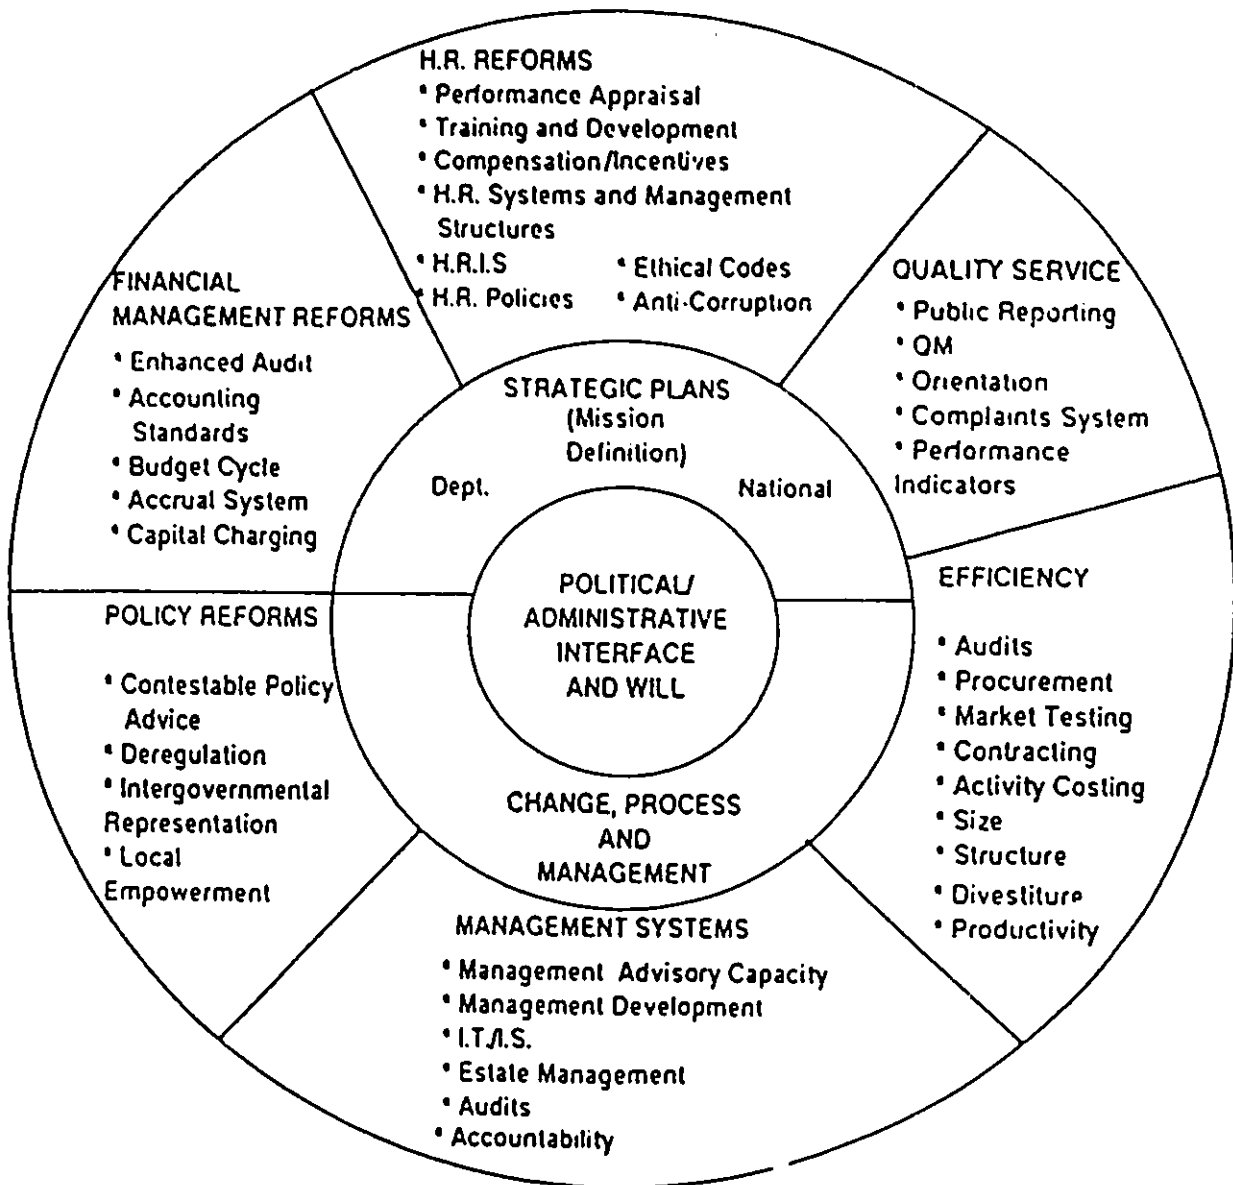 H.R. REFORMS
• Performance Appraisal
• Training and Development
• Compensation/Incentives
• H.R. Systems and Management
Structures
• H.R.I.S
• H.R. Policies
• Ethical Codes
• Anti-Corruption
QUALITY SERVICE
• Public Reporting
• QM
• Orientation
• Complaints System
• Performance
Indicators
EFFICIENCY
• Audits
• Procurement
• Market Testing
• Contracting
• Activity Costing
• Size
• Structure
• Divestiture
• Productivity
MANAGEMENT SYSTEMS
• Management Advisory Capacity
• Management Development
• I.T./I.S.
• Estate Management
• Audits
• Accountability
POLICY REFORMS
• Contestable Policy
Advice
• Deregulation
• Intergovernmental
Representation
• Local
Empowerment
FINANCIAL
MANAGEMENT REFORMS
• Enhanced Audit
• Accounting
Standards
• Budget Cycle
• Accrual System
• Capital Charging
STRATEGIC PLANS
(Mission
Definition)
Dept.
National
POLITICAL/
ADMINISTRATIVE
INTERFACE
AND WILL
CHANGE, PROCESS
AND
MANAGEMENT